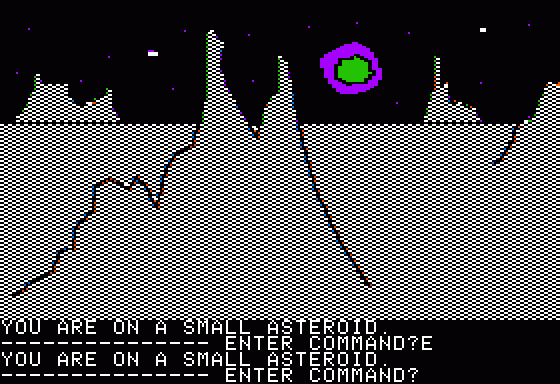 YOU ARE ON A SMALL ASTEROID.
--------------- ENTER COMMAND?E
YOU ARE ON A SMALL ASTEROID.
--------------- ENTER COMMAND?